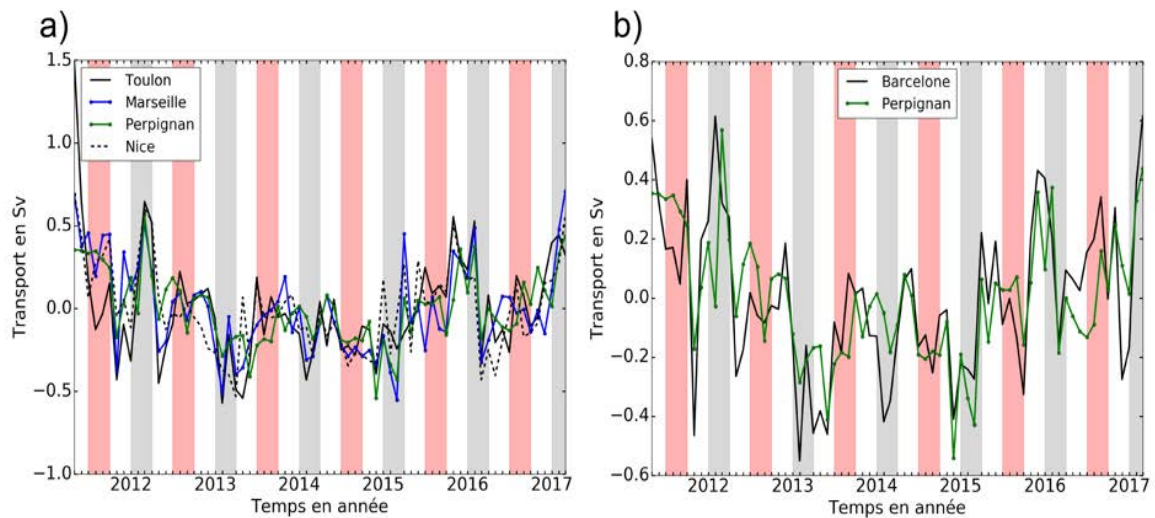 a)
Transport en Sv
1.5
1.0
0.5
0.0
−0.5
−1.0
Toulon
Marseille
Perpignan
Nice
2012 2013 2014 2015 2016 2017
Temps en année
b)
Transport en Sv
0.8
0.6
0.4
0.2
0.0
−0.2
−0.4
−0.6
Barcelone
Perpignan
2012 2013 2014 2015 2016 2017
Temps en année